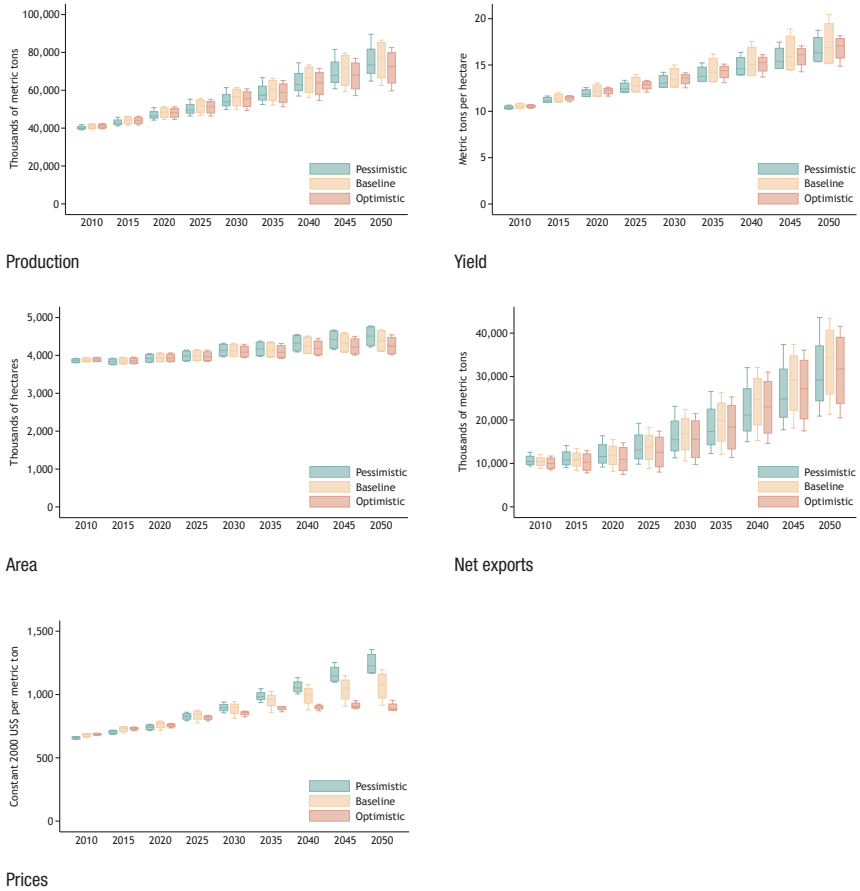 100,000
80,000
60,000
40,000
20,000
0
Thousands of metric tons
Pessimistic
Baseline
Optimistic
2010 2015 2020 2025 2030 2035 2040 2045 2050
Production
20
15
10
5
0
Metric tons per hectare
Pessimistic
Baseline
Optimistic
2010 2015 2020 2025 2030 2035 2040 2045 2050
Yield
5,000
4,000
3,000
2,000
1,000
0
Thousands of hectares
Pessimistic
Baseline
Optimistic
2010 2015 2020 2025 2030 2035 2040 2045 2050
Area
40,000
30,000
20,000
10,000
0
Thousands of metric tons
Pessimistic
Baseline
Optimistic
2010 2015 2020 2025 2030 2035 2040 2045 2050
Net exports
1,500
1,000
500
0
Constant 2000 US$ per metric ton
Pessimistic
Baseline
Optimistic
2010 2015 2020 2025 2030 2035 2040 2045 2050
Prices